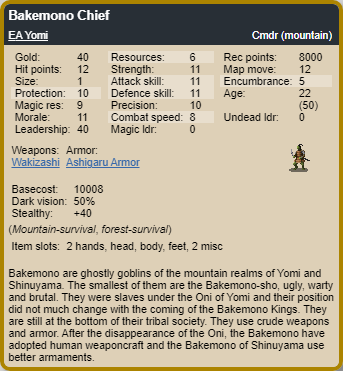 Bakemono Chief
EA Yomi Cmdr (mountain)
Gold: 40 Resources: 6 Rec points: 8000
Hit points: 12 Strength: 11 Map move: 12
Size: 1 Attack skill: 11 Encumbrance: 5
Protection: 10 Defence skill: 11 Age: 22
Magic res: 9 Precision: 10 (50)
Morale: 11 Combat speed: 8 Undead ldr: 0
Leadership: 40 Magic ldr: 0
Weapons: Armor:
Wakizashi Ashigaru Armor
Basecost: 10008
Dark vision: 50%
Stealthy: +40
(Mountain-survival, forest-survival)
Item slots: 2 hands, head, body, feet, 2 misc
Bakemono are ghostly goblins of the mountain realms of Yomi and
Shinuyama. The smallest of them are the Bakemono-sho, ugly, warty
and brutal. They were slaves under the Oni of Yomi and their position
did not much change with the coming of the Bakemono Kings. They
are still at the bottom of their tribal society. They use crude weapons
and armor. After the disappearance of the Oni, the Bakemono have
adopted human weaponcraft and the Bakemono of Shinuyama use
better armaments.